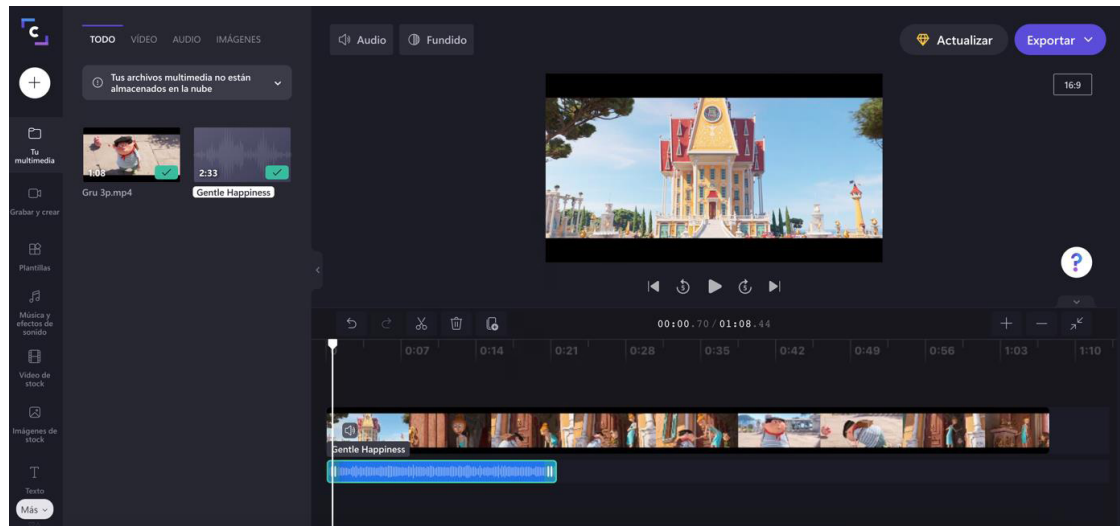 TODO VÍDEO AUDIO IMÁGENES
Tus archivos multimedia no están
almacenados en la nube
1:08
2:33
Gru 3p.mp4
Gentle Happiness
Tu
multimedia
Grabar y crear
Plantillas
Música y
efectos de
sonido
Vídeo de
stock
Imágenes de
stock
Texto
Más
Audio
Fundido
Actualizar
Exportar
16:9
?
5
5
00:00.70/01:08.44
0 0:07 0:14 0:21 0:28 0:35 0:42 0:49 0:56 1:03 1:10
Gentle Happiness